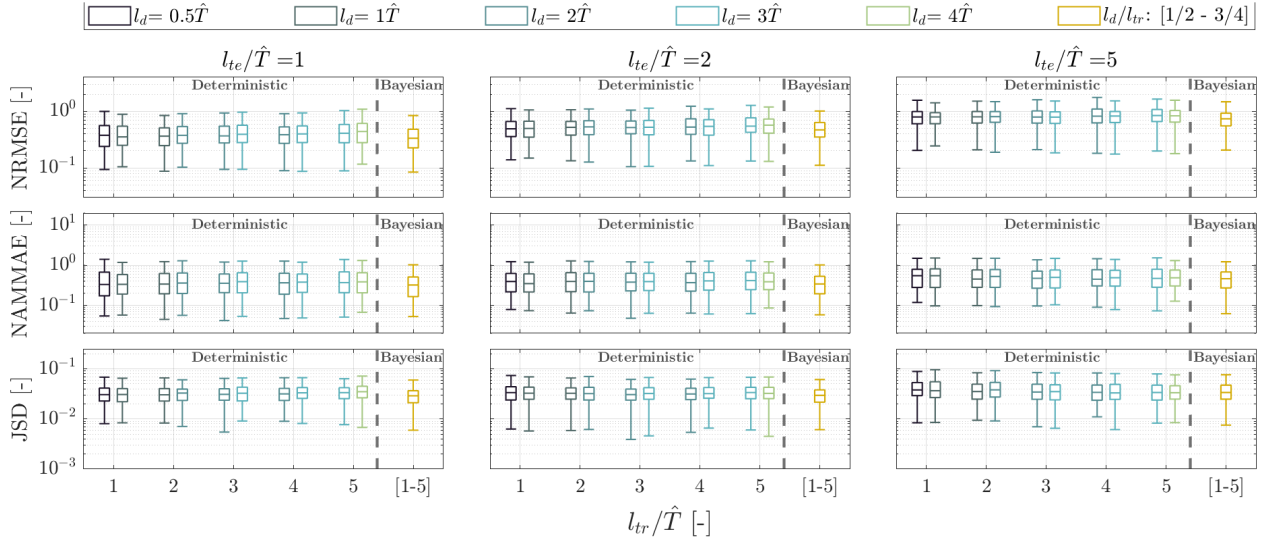 l_d= 0.5T̂ l_d= 1T̂ l_d= 2T̂ l_d= 3T̂ l_d= 4T̂ l_d/l_tr: [1/2 - 3/4]
l_te/T̂ =1 l_te/T̂ =2 l_te/T̂ =5
Deterministic Bayesian Deterministic Bayesian Deterministic Bayesian
NRMSE [-]
10^0
10^-1
Deterministic Bayesian Deterministic Bayesian Deterministic Bayesian
NAMMAE [-]
10^1
10^0
10^-1
Deterministic Bayesian Deterministic Bayesian Deterministic Bayesian
JSD [-]
10^-1
10^-2
10^-3
1 2 3 4 5 [1-5] 1 2 3 4 5 [1-5] 1 2 3 4 5 [1-5]
l_tr/T̂ [-]